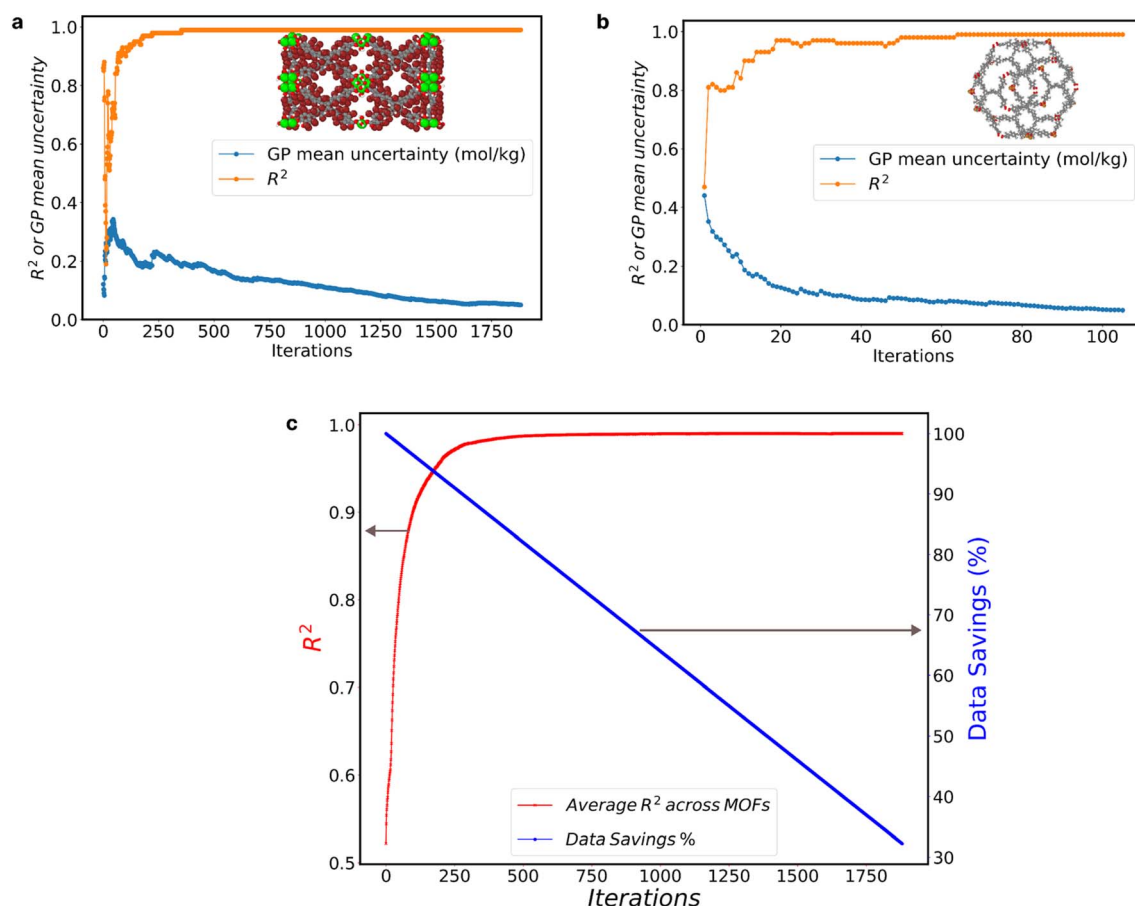 a
1.0
0.8
0.6
0.4
0.2
0.0
R² or GP mean uncertainty
GP mean uncertainty (mol/kg)
R²
0 250 500 750 1000 1250 1500 1750
Iterations
b
1.0
0.8
0.6
0.4
0.2
0.0
R² or GP mean uncertainty
GP mean uncertainty (mol/kg)
R²
0 20 40 60 80 100
Iterations
c
1.0
0.9
0.8
0.7
0.6
0.5
R²
100
90
80
70
60
50
40
30
Data Savings (%)
Average R² across MOFs
Data Savings %
0 250 500 750 1000 1250 1500 1750
Iterations